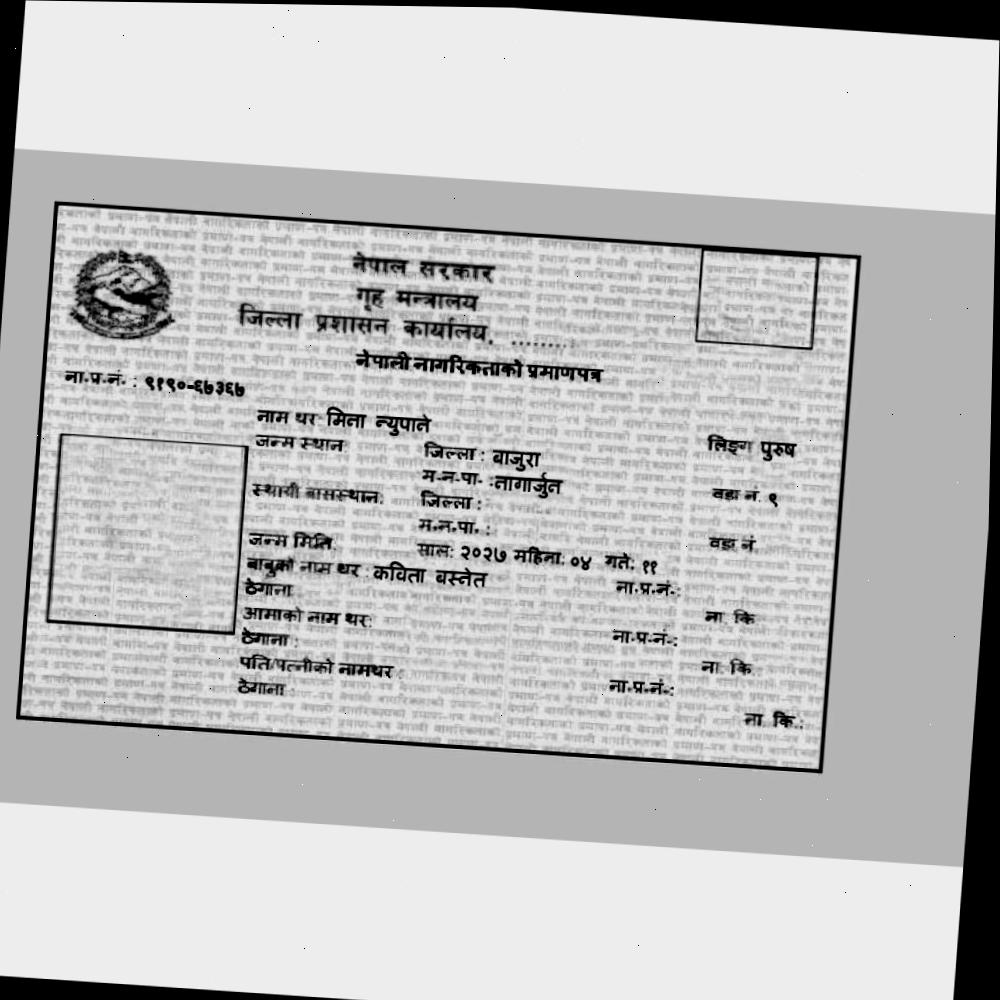 नेपाल सरकार
गृह मन्त्रालय
जिल्ला प्रशासन कार्यालय, ........
नेपाली नागरिकताको प्रमाणपत्र
ना.प्र.नं. : ९१९०-६७३६७
नाम थर: मिता न्युपाते लिङ्ग पुरुष
जन्म स्थान: जिल्ला : बाजुरा
म.न.पा. :तागार्जुत वडा नं. ९
स्थायी बासस्थान: जिल्ला :
म.न.पा. : वडा नं
जन्म मिति: साल: २०२७ महिना: ०४ गते: ११
बाबुको नाम थर : कविता बस्तेत ना.प्र.नं.:
ठेगाना ना. कि
आमाको नाम थर: ना.प्र.नं.:
ठेगाना : ना. कि.:
पति/पत्नीको नामथर : ना.प्र.नं.:
ठेगाना : ना. कि.: